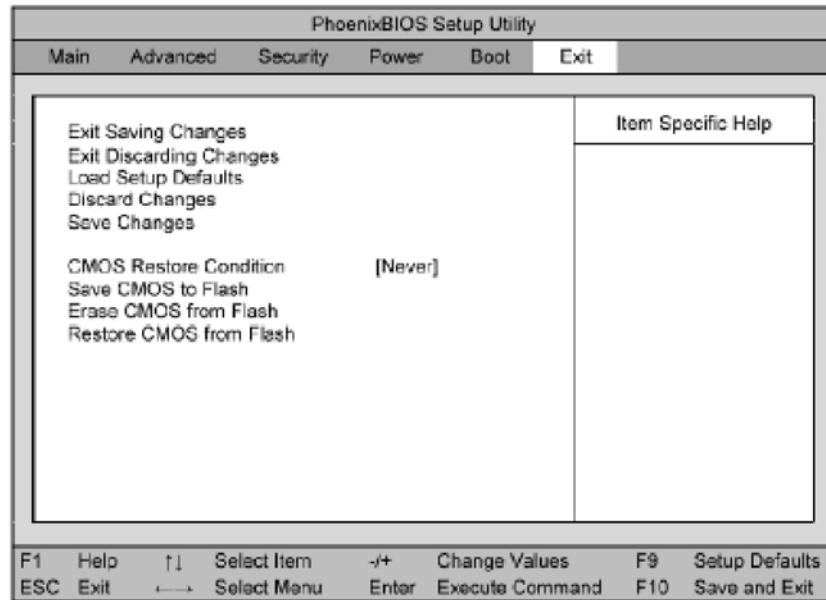 PhoenixBIOS Setup Utility
Main Advanced Security Power Boot Exit
Item Specific Help
Exit Saving Changes
Exit Discarding Changes
Load Setup Defaults
Discard Changes
Save Changes
CMOS Restore Condition [Never]
Save CMOS to Flash
Erase CMOS from Flash
Restore CMOS from Flash
F1 Help ↑↓ Select Item -/+ Change Values F9 Setup Defaults
ESC Exit ←→ Select Menu Enter Execute Command F10 Save and Exit